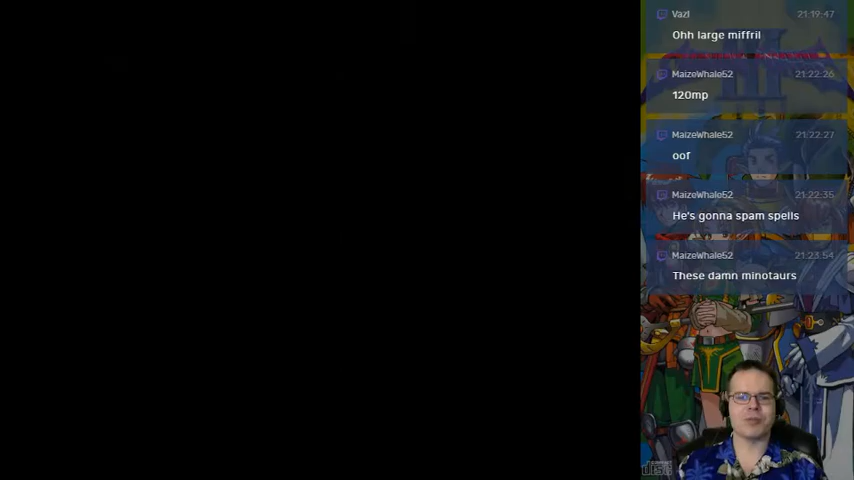 Vazl
21:19:47
Ohh large miffril
MaizeWhale52
21:22:26
120mp
MaizeWhale52
21:22:27
oof
MaizeWhale52
21:22:35
He's gonna spam spells
MaizeWhale52
21:23:54
These damn minotaurs